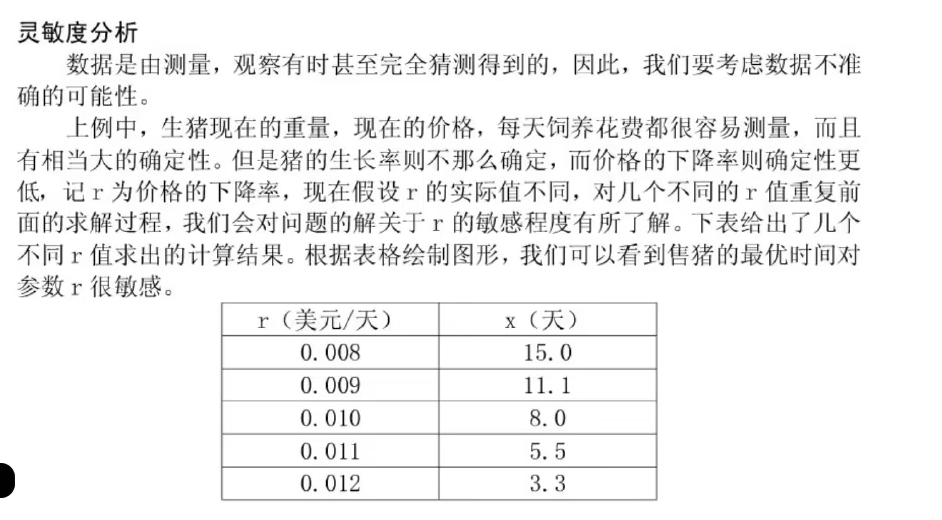 灵敏度分析
数据是由测量，观察有时甚至完全猜测得到的，因此，我们要考虑数据不准
确的可能性。
上例中，生猪现在的重量，现在的价格，每天饲养花费都很容易测量，而且
有相当大的确定性。但是猪的生长率则不那么确定，而价格的下降率则确定性更
低，记 r 为价格的下降率，现在假设 r 的实际值不同，对几个不同的 r 值重复前
面的求解过程，我们会对问题的解关于 r 的敏感程度有所了解。下表给出了几个
不同 r 值求出的计算结果。根据表格绘制图形，我们可以看到售猪的最优时间对
参数 r 很敏感。
r（美元/天） x（天）
0.008 15.0
0.009 11.1
0.010 8.0
0.011 5.5
0.012 3.3